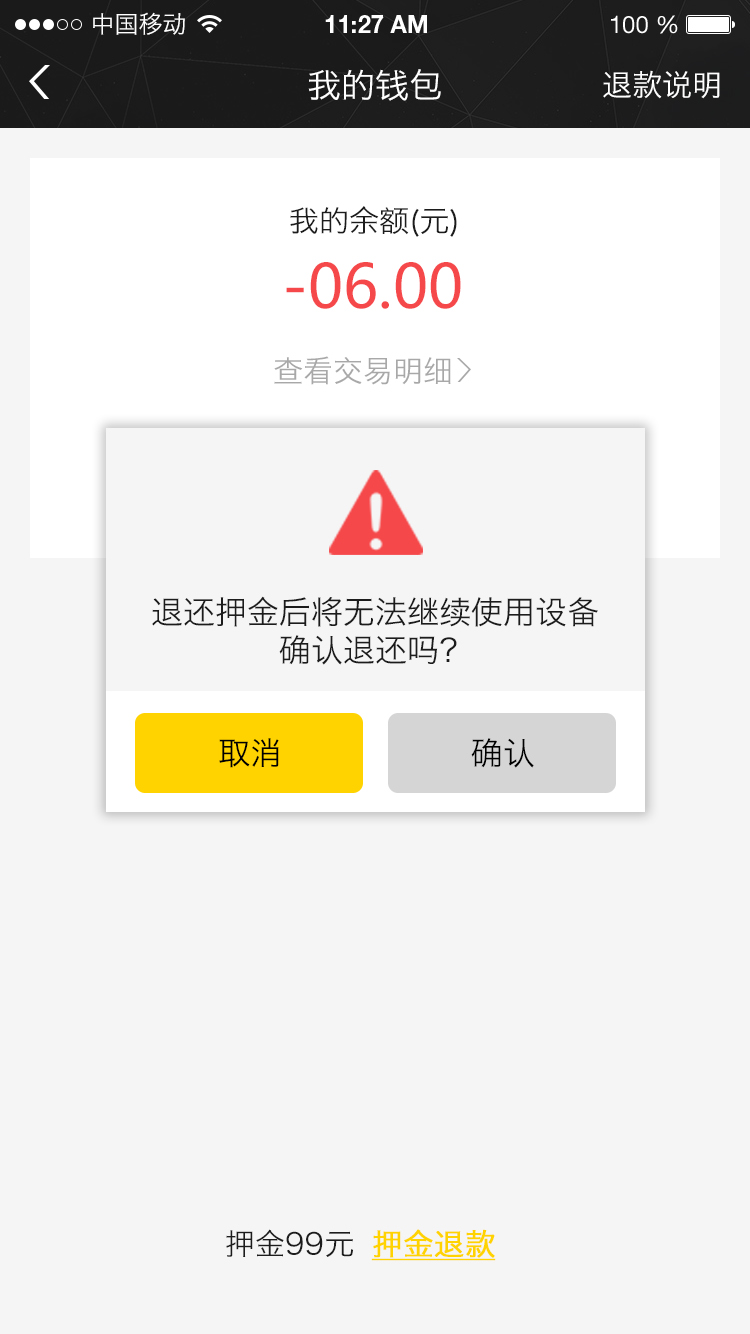 中国移动 11:27 AM 100 %
我的钱包 退款说明
我的余额(元)
-06.00
查看交易明细>
退还押金后将无法继续使用设备
确认退还吗?
取消 确认
押金99元 押金退款